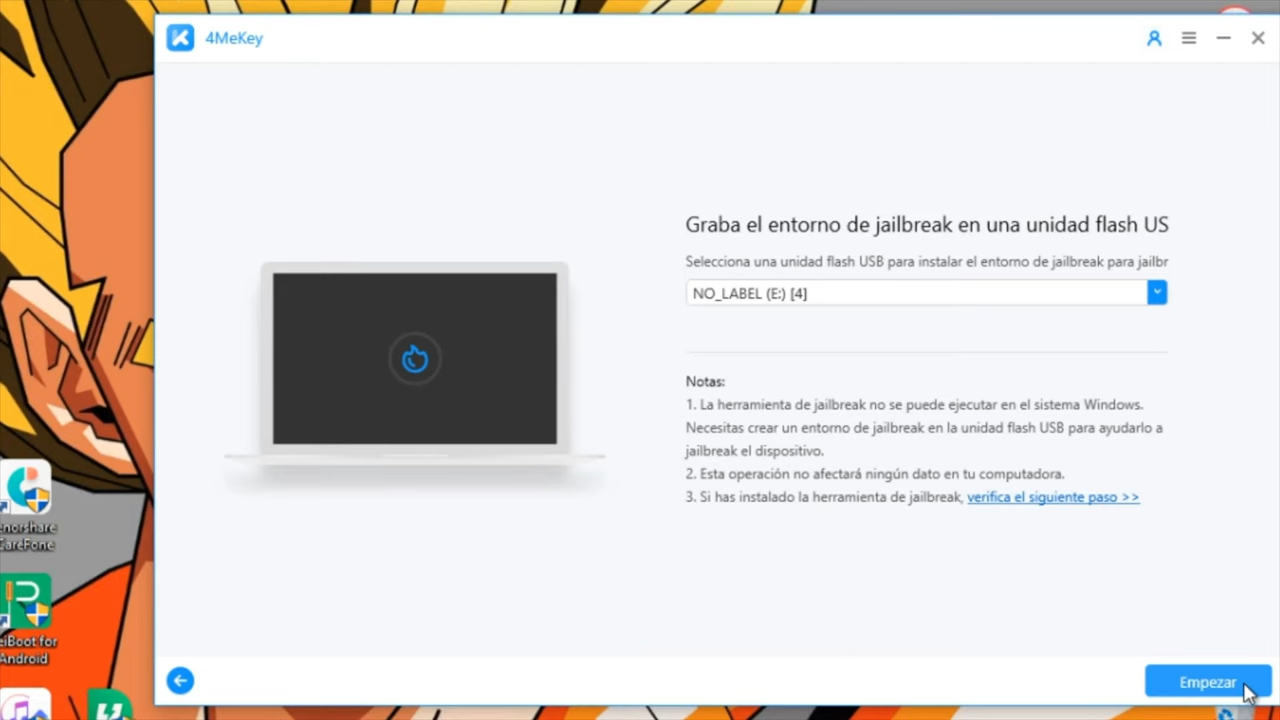 4MeKey
Graba el entorno de jailbreak en una unidad flash US
Selecciona una unidad flash USB para instalar el entorno de jailbreak para jailbr
NO_LABEL (E:) [4]
Notas:
1. La herramienta de jailbreak no se puede ejecutar en el sistema Windows.
Necesitas crear un entorno de jailbreak en la unidad flash USB para ayudarlo a
jailbreak el dispositivo.
2. Esta operación no afectará ningún dato en tu computadora.
3. Si has instalado la herramienta de jailbreak, verifica el siguiente paso >>
enorshare
CareFone
eiBoot for
Android
Empezar